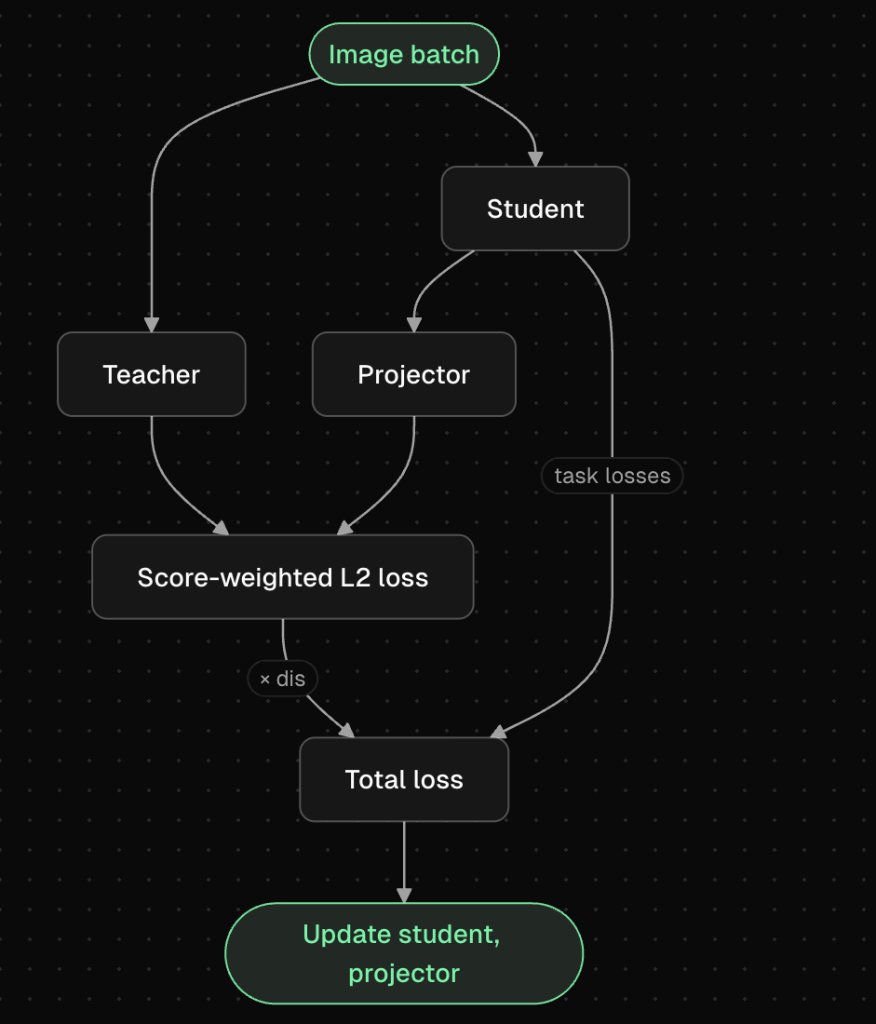 Image batch
Student
Teacher
Projector
task losses
Score-weighted L2 loss
× dis
Total loss
Update student,
projector